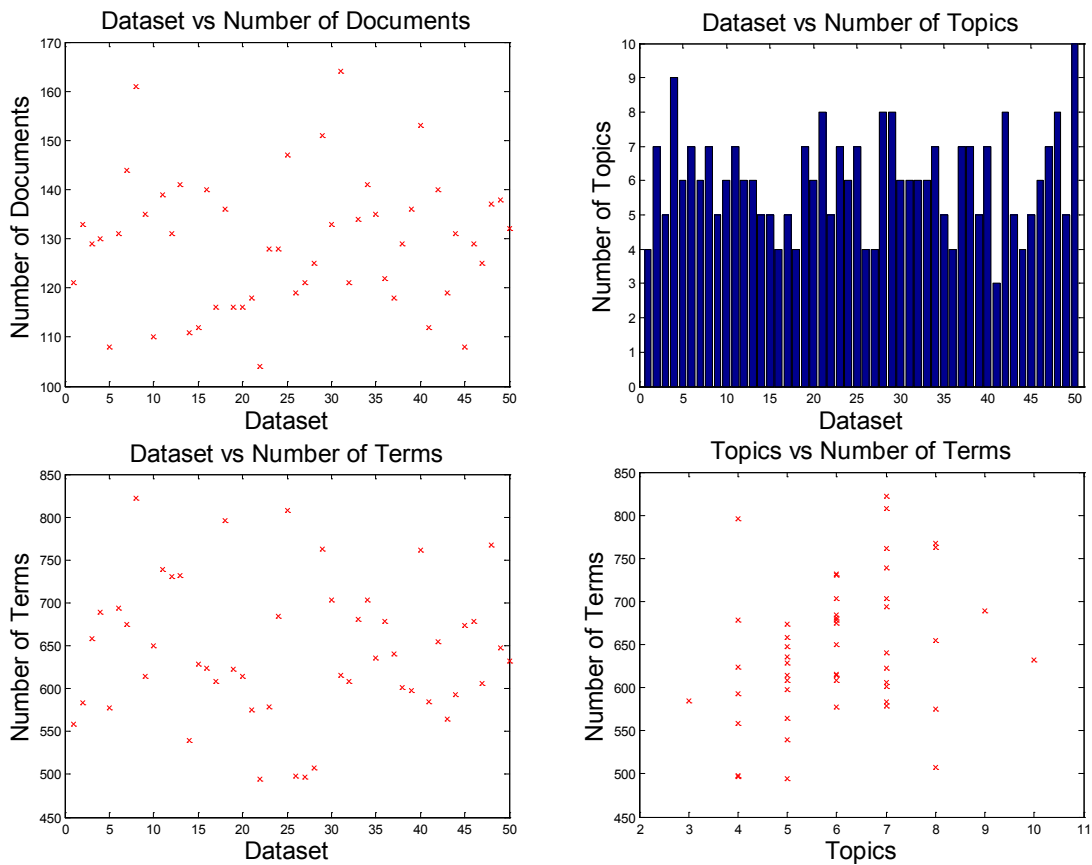 Dataset vs Number of Documents
170
160
150
140
130
120
110
100
Number of Documents
0 5 10 15 20 25 30 35 40 45 50
Dataset
Dataset vs Number of Topics
10
9
8
7
6
5
4
3
2
1
0
Number of Topics
0 5 10 15 20 25 30 35 40 45 50
Dataset
Dataset vs Number of Terms
850
800
750
700
650
600
550
500
450
Number of Terms
0 5 10 15 20 25 30 35 40 45 50
Dataset
Topics vs Number of Terms
850
800
750
700
650
600
550
500
450
Number of Terms
2 3 4 5 6 7 8 9 10 11
Topics